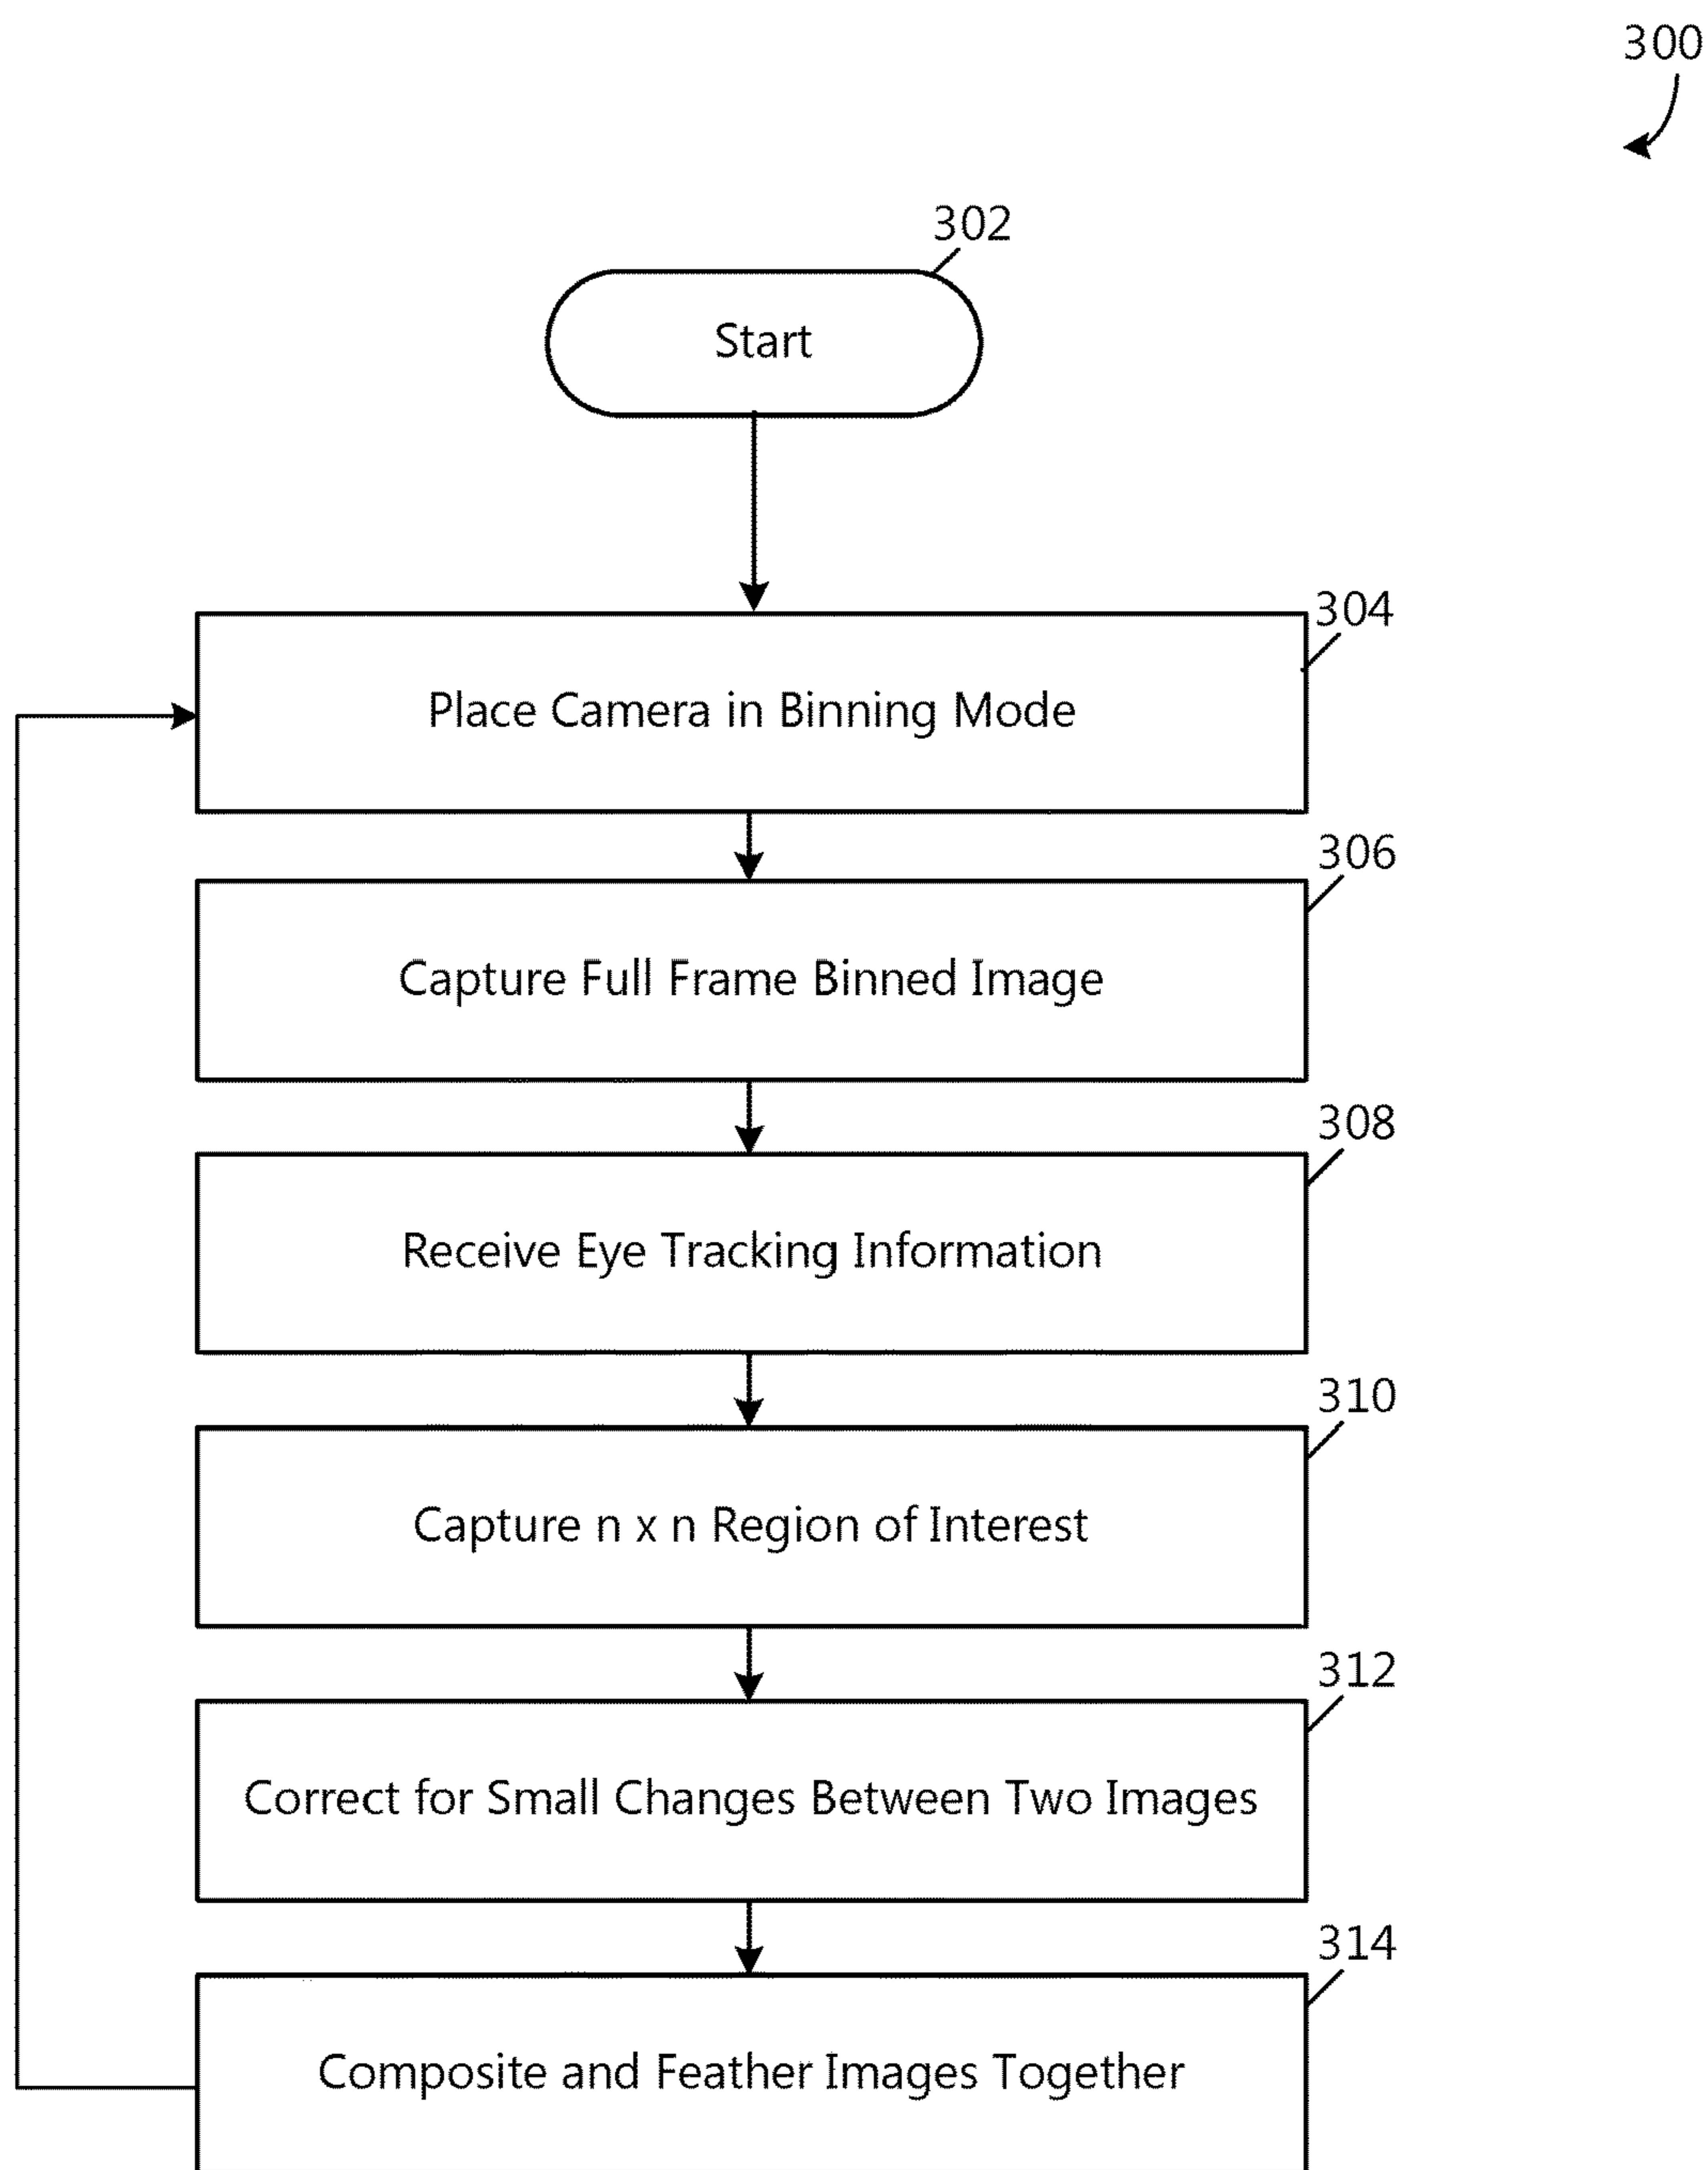 300
302
Start
304
Place Camera in Binning Mode
306
Capture Full Frame Binned Image
308
Receive Eye Tracking Information
310
Capture n x n Region of Interest
312
Correct for Small Changes Between Two Images
314
Composite and Feather Images Together